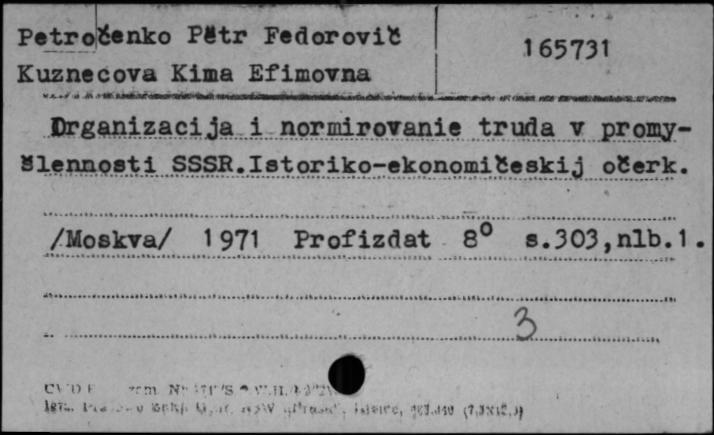 Petročenko Pëtr Fedorovič
165731
Kuznecova Kima Efimovna
Organizacija i normirovanie truda v promy-
šlennosti SSSR.Istoriko-ekonomičeskij očerk.
/Moskva/ 1971 Profizdat 8⁰ s.303,nlb.1.
3